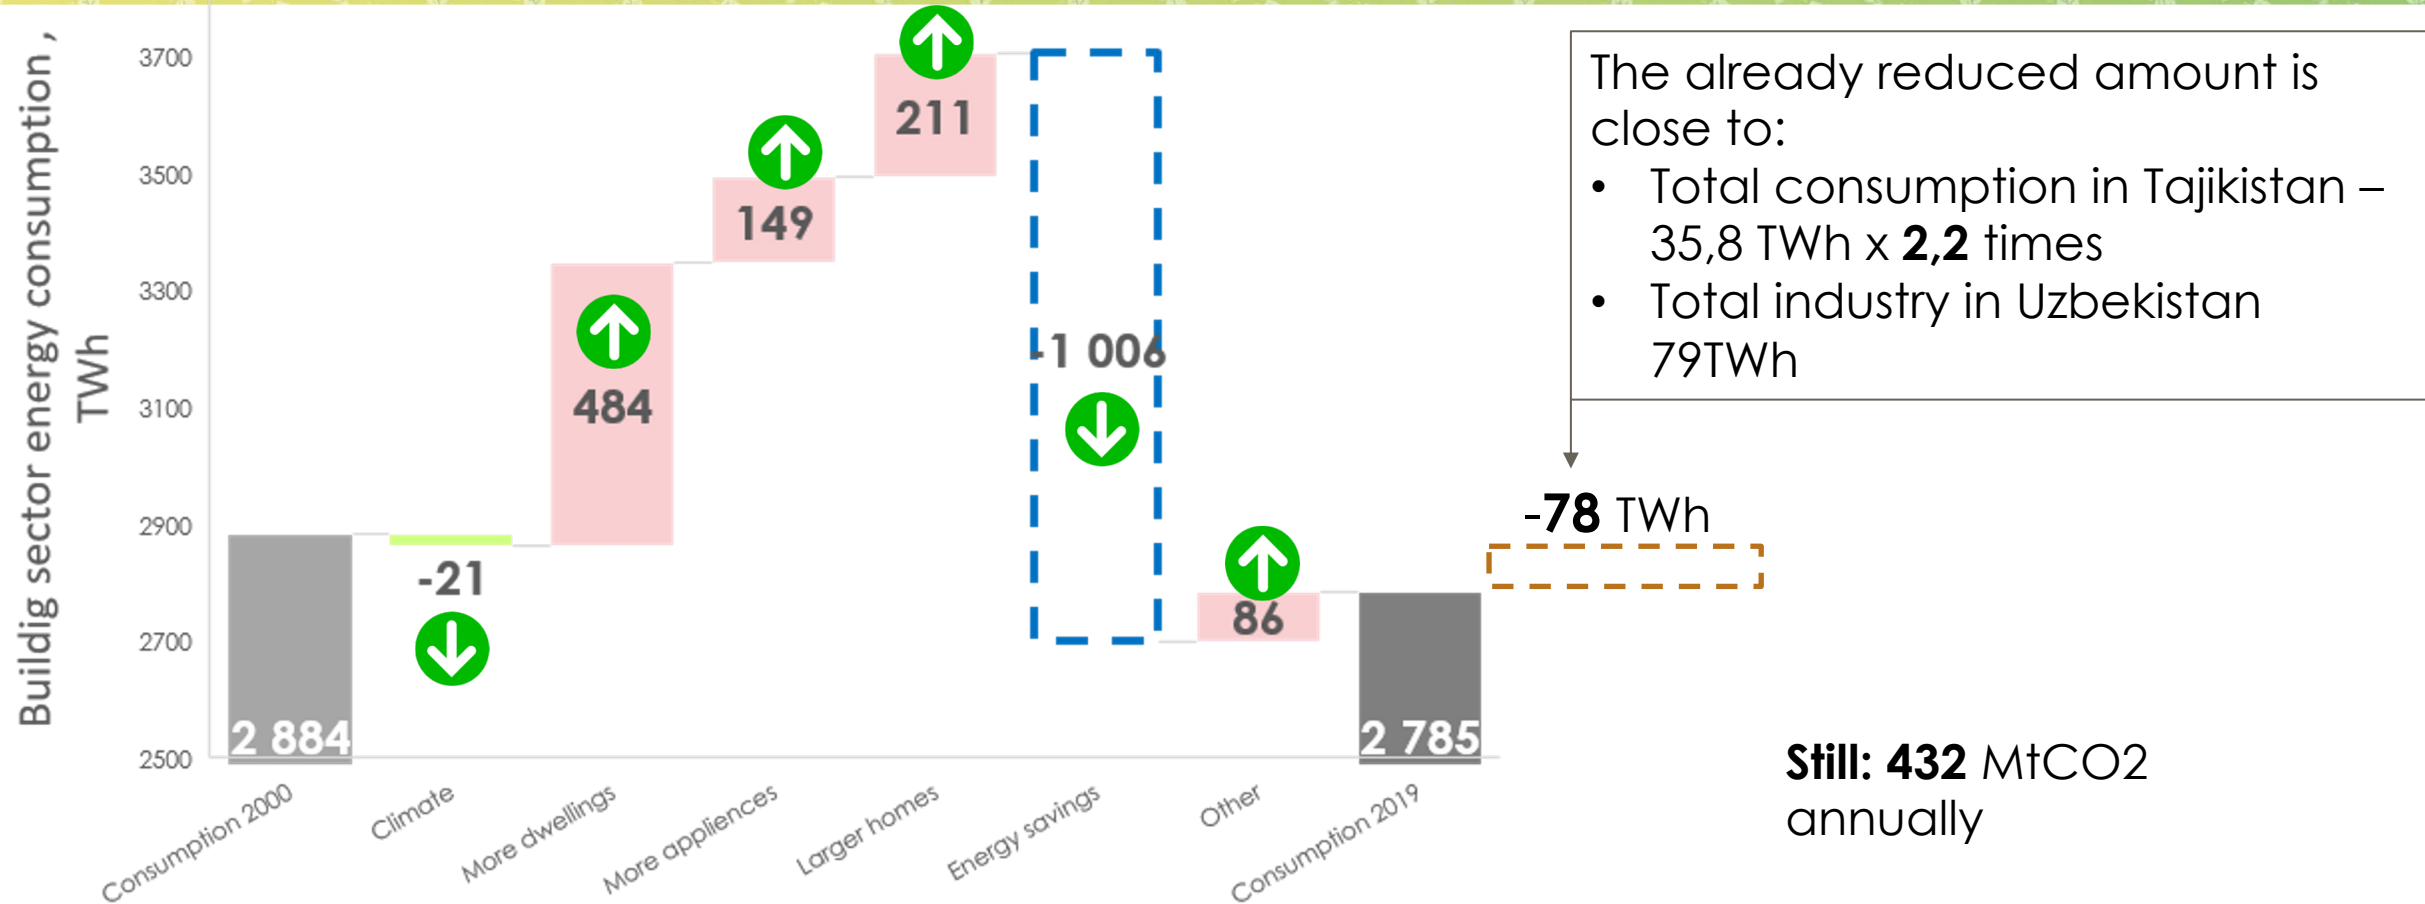 Buildig sector energy consumption ,
TWh
3700
3500
3300
3100
2900
2700
2500
2 884
-21
484
149
211
-1 006
86
2 785
Consumption 2000
Climate
More dwellings
More appliences
Larger homes
Energy savings
Other
Consumption 2019
The already reduced amount is
close to:
• Total consumption in Tajikistan –
35,8 TWh x 2,2 times
• Total industry in Uzbekistan
79TWh
-78 TWh
Still: 432 MtCO2
annually